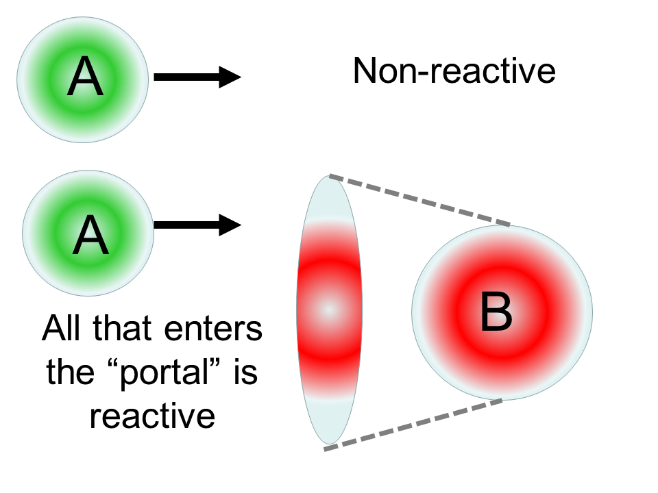 A
Non-reactive
A
All that enters
the “portal” is
reactive
B